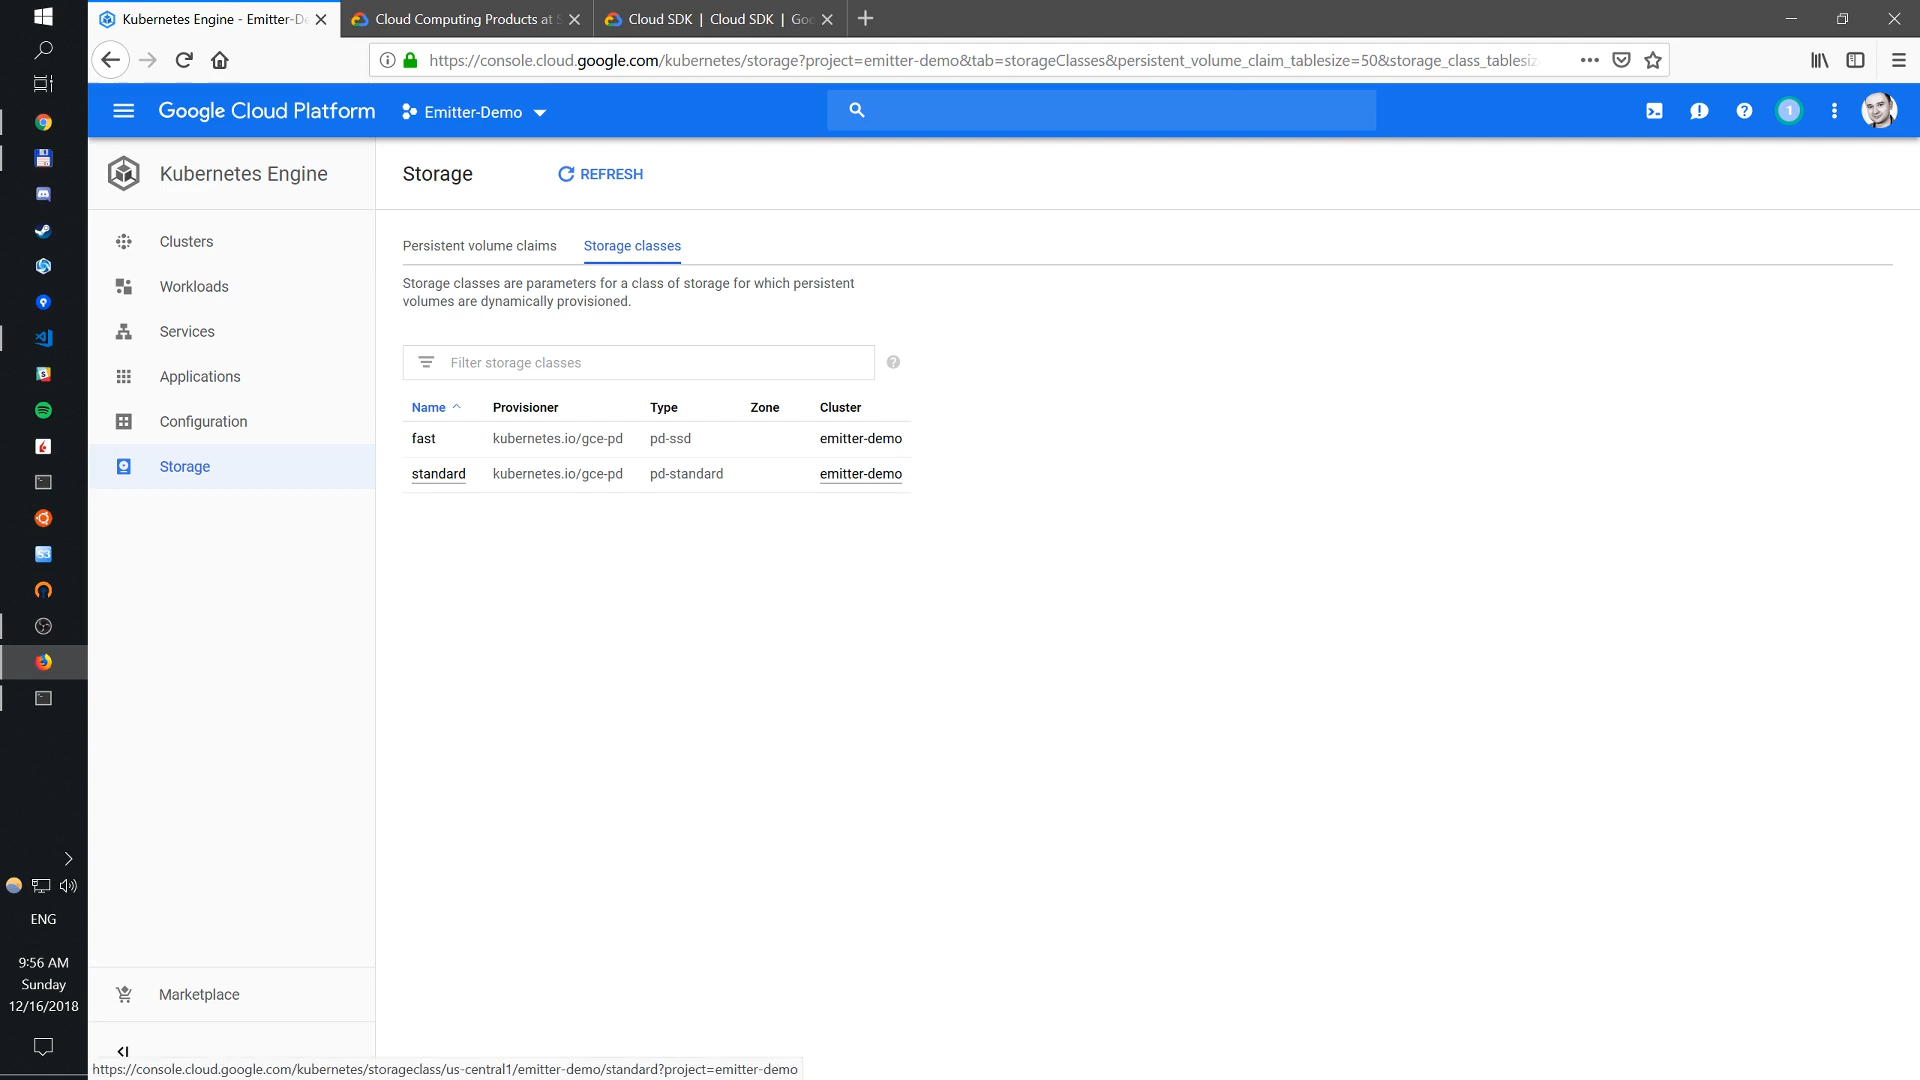 Kubernetes Engine - Emitter-De
Cloud Computing Products at S
Cloud SDK | Cloud SDK | Goo
https://console.cloud.google.com/kubernetes/storage?project=emitter-demo&tab=storageClasses&persistent_volume_claim_tablesize=50&storage_class_tablesiz
Google Cloud Platform
Emitter-Demo
1
Kubernetes Engine
Storage
REFRESH
Clusters
Workloads
Services
Applications
Configuration
Storage
Persistent volume claims
Storage classes
Storage classes are parameters for a class of storage for which persistent
volumes are dynamically provisioned.
Filter storage classes
Name Provisioner Type Zone Cluster
fast kubernetes.io/gce-pd pd-ssd emitter-demo
standard kubernetes.io/gce-pd pd-standard emitter-demo
S3
ENG
9:56 AM
Sunday
12/16/2018
Marketplace
https://console.cloud.google.com/kubernetes/storageclass/us-central1/emitter-demo/standard?project=emitter-demo